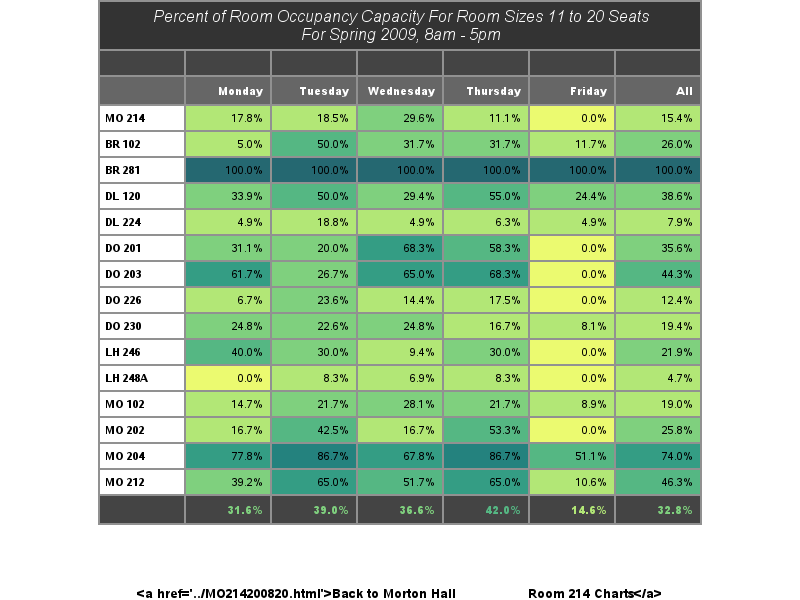 Percent of Room Occupancy Capacity For Room Sizes 11 to 20 Seats
For Spring 2009, 8am - 5pm
Monday Tuesday Wednesday Thursday Friday All
MO 214 17.8% 18.5% 29.6% 11.1% 0.0% 15.4%
BR 102 5.0% 50.0% 31.7% 31.7% 11.7% 26.0%
BR 281 100.0% 100.0% 100.0% 100.0% 100.0% 100.0%
DL 120 33.9% 50.0% 29.4% 55.0% 24.4% 38.6%
DL 224 4.9% 18.8% 4.9% 6.3% 4.9% 7.9%
DO 201 31.1% 20.0% 68.3% 58.3% 0.0% 35.6%
DO 203 61.7% 26.7% 65.0% 68.3% 0.0% 44.3%
DO 226 6.7% 23.6% 14.4% 17.5% 0.0% 12.4%
DO 230 24.8% 22.6% 24.8% 16.7% 8.1% 19.4%
LH 246 40.0% 30.0% 9.4% 30.0% 0.0% 21.9%
LH 248A 0.0% 8.3% 6.9% 8.3% 0.0% 4.7%
MO 102 14.7% 21.7% 28.1% 21.7% 8.9% 19.0%
MO 202 16.7% 42.5% 16.7% 53.3% 0.0% 25.8%
MO 204 77.8% 86.7% 67.8% 86.7% 51.1% 74.0%
MO 212 39.2% 65.0% 51.7% 65.0% 10.6% 46.3%
31.6% 39.0% 36.6% 42.0% 14.6% 32.8%
<a href='../MO214200820.html'>Back to Morton Hall Room 214 Charts</a>